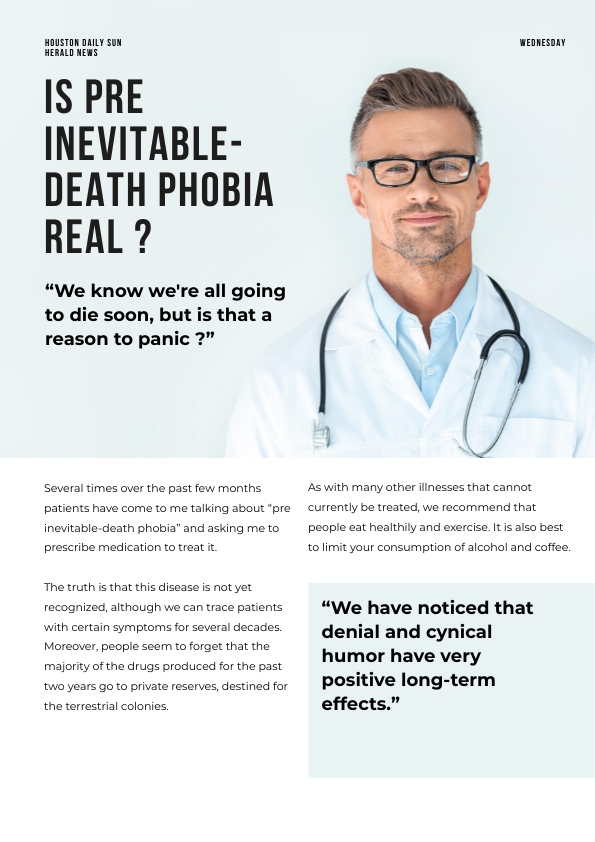 HOUSTON DAILY SUN
HERALD NEWS
WEDNESDAY
IS PRE
INEVITABLE-
DEATH PHOBIA
REAL ?
“We know we're all going
to die soon, but is that a
reason to panic ?”
Several times over the past few months
patients have come to me talking about “pre
inevitable-death phobia” and asking me to
prescribe medication to treat it.
The truth is that this disease is not yet
recognized, although we can trace patients
with certain symptoms for several decades.
Moreover, people seem to forget that the
majority of the drugs produced for the past
two years go to private reserves, destined for
the terrestrial colonies.
As with many other illnesses that cannot
currently be treated, we recommend that
people eat healthily and exercise. It is also best
to limit your consumption of alcohol and coffee.
“We have noticed that
denial and cynical
humor have very
positive long-term
effects.”